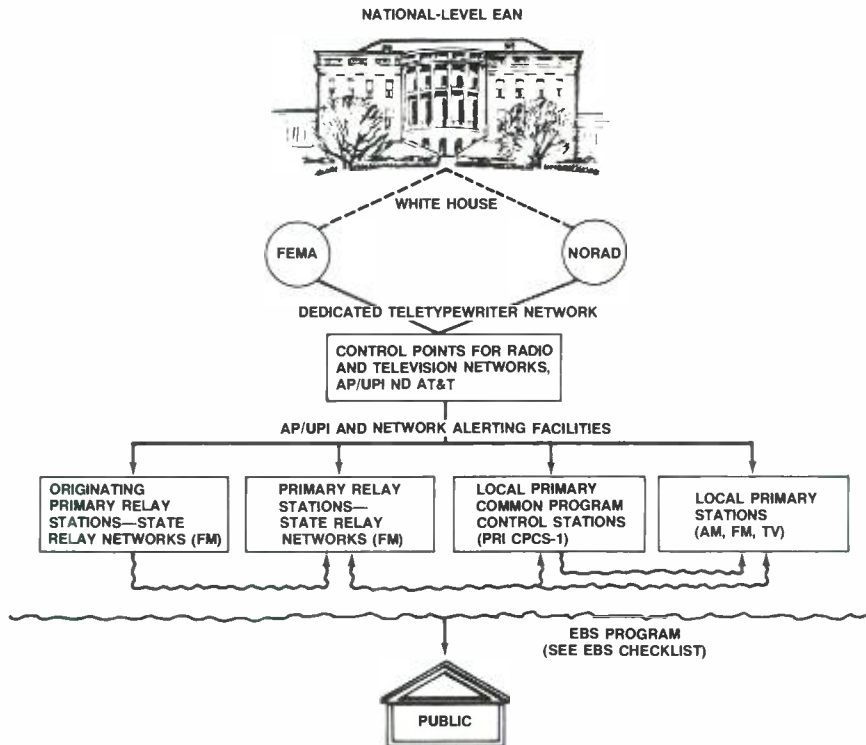 NATIONAL-LEVEL EAN
WHITE HOUSE
FEMA
NORAD
DEDICATED TELETYPEWRITER NETWORK
CONTROL POINTS FOR RADIO
AND TELEVISION NETWORKS,
AP/UPI ND AT&T
AP/UPI AND NETWORK ALERTING FACILITIES
ORIGINATING
PRIMARY RELAY
STATIONS—STATE
RELAY NETWORKS (FM)
PRIMARY RELAY
STATIONS—
STATE RELAY
NETWORKS (FM)
LOCAL PRIMARY
COMMON PROGRAM
CONTROL STATIONS
(PRI CPCS-1)
LOCAL PRIMARY
STATIONS
(AM, FM, TV)
EBS PROGRAM
(SEE EBS CHECKLIST)
PUBLIC